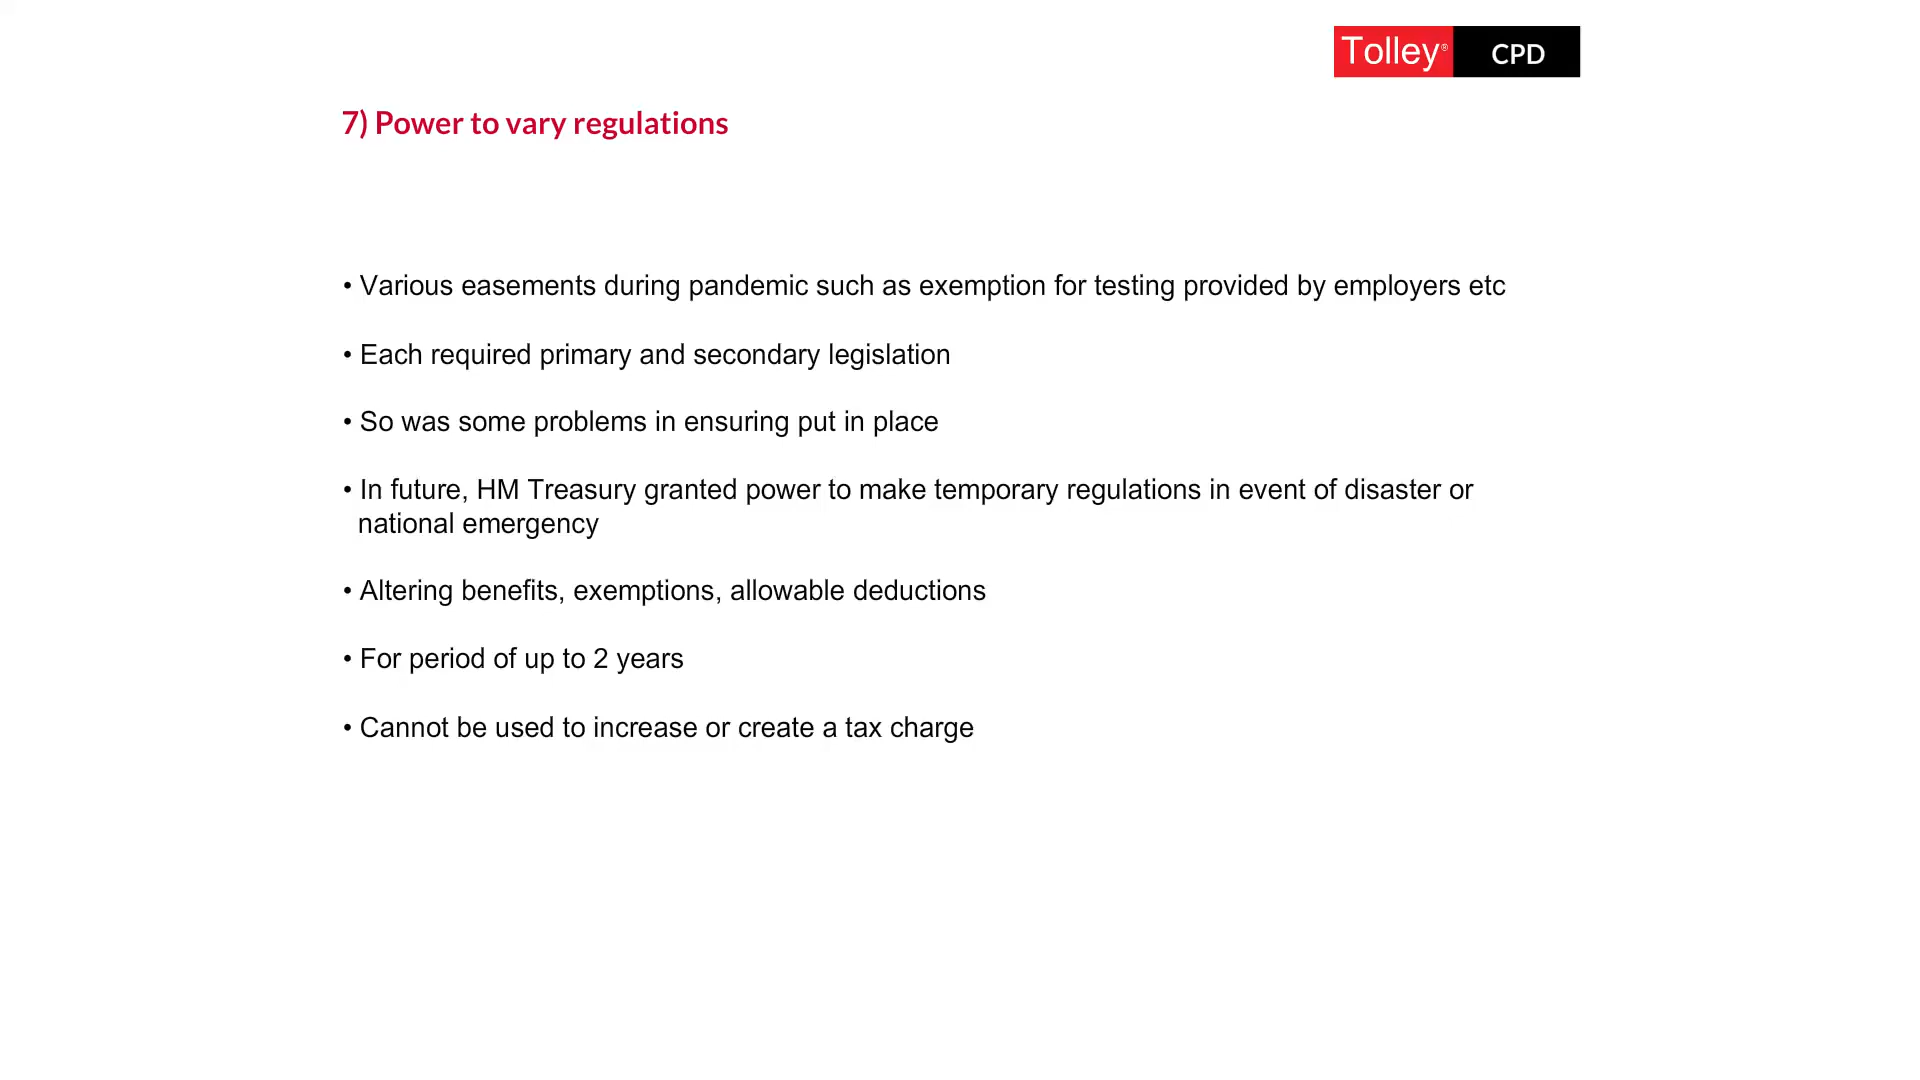 Tolley® CPD
7) Power to vary regulations
• Various easements during pandemic such as exemption for testing provided by employers etc
• Each required primary and secondary legislation
• So was some problems in ensuring put in place
• In future, HM Treasury granted power to make temporary regulations in event of disaster or
national emergency
• Altering benefits, exemptions, allowable deductions
• For period of up to 2 years
• Cannot be used to increase or create a tax charge